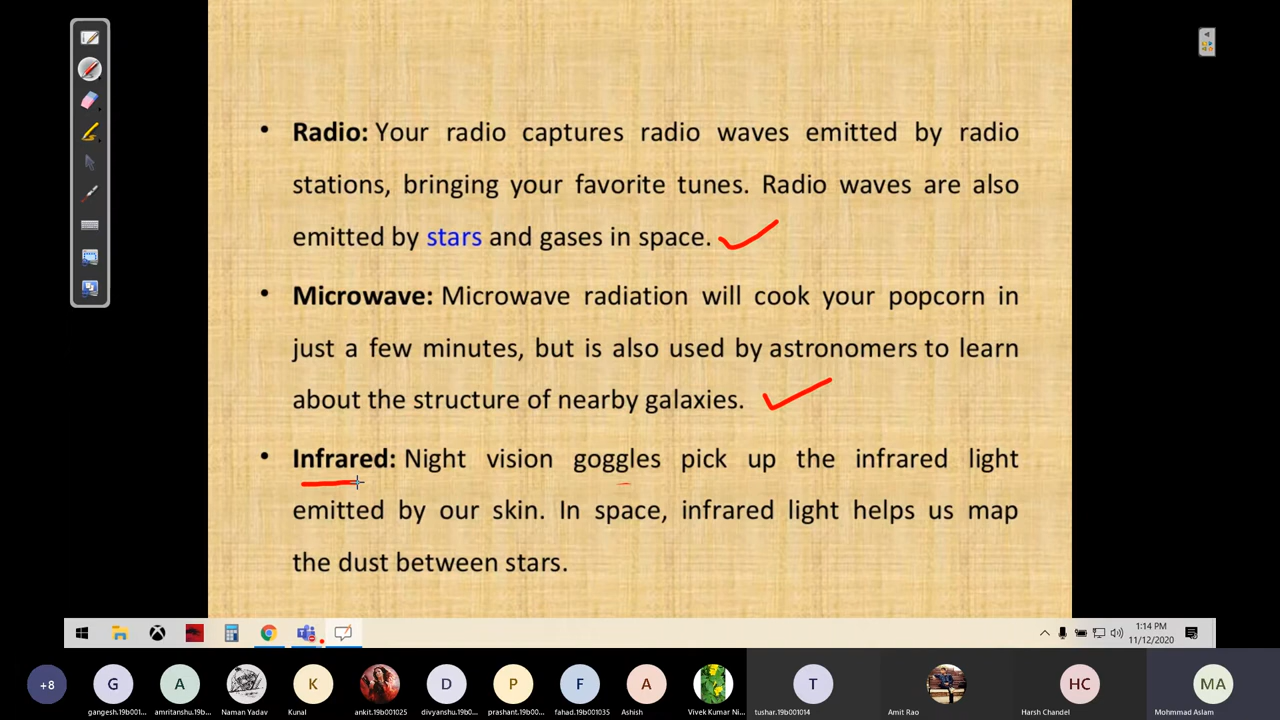 • Radio: Your radio captures radio waves emitted by radio
stations, bringing your favorite tunes. Radio waves are also
emitted by stars and gases in space.
• Microwave: Microwave radiation will cook your popcorn in
just a few minutes, but is also used by astronomers to learn
about the structure of nearby galaxies.
• Infrared: Night vision goggles pick up the infrared light
emitted by our skin. In space, infrared light helps us map
the dust between stars.
1:14 PM
11/12/2020
+8 G A K D P F A T HC MA
gangesh.19b001... amritanshu.19b... Naman Yadav Kunal ankit.19b001025 divyanshu.19b0... prashant.19b00... fahad.19b001035 Ashish Vivek Kumar Ni... tushar.19b001014 Amit Rao Harsh Chandel Mohmmad Aslam